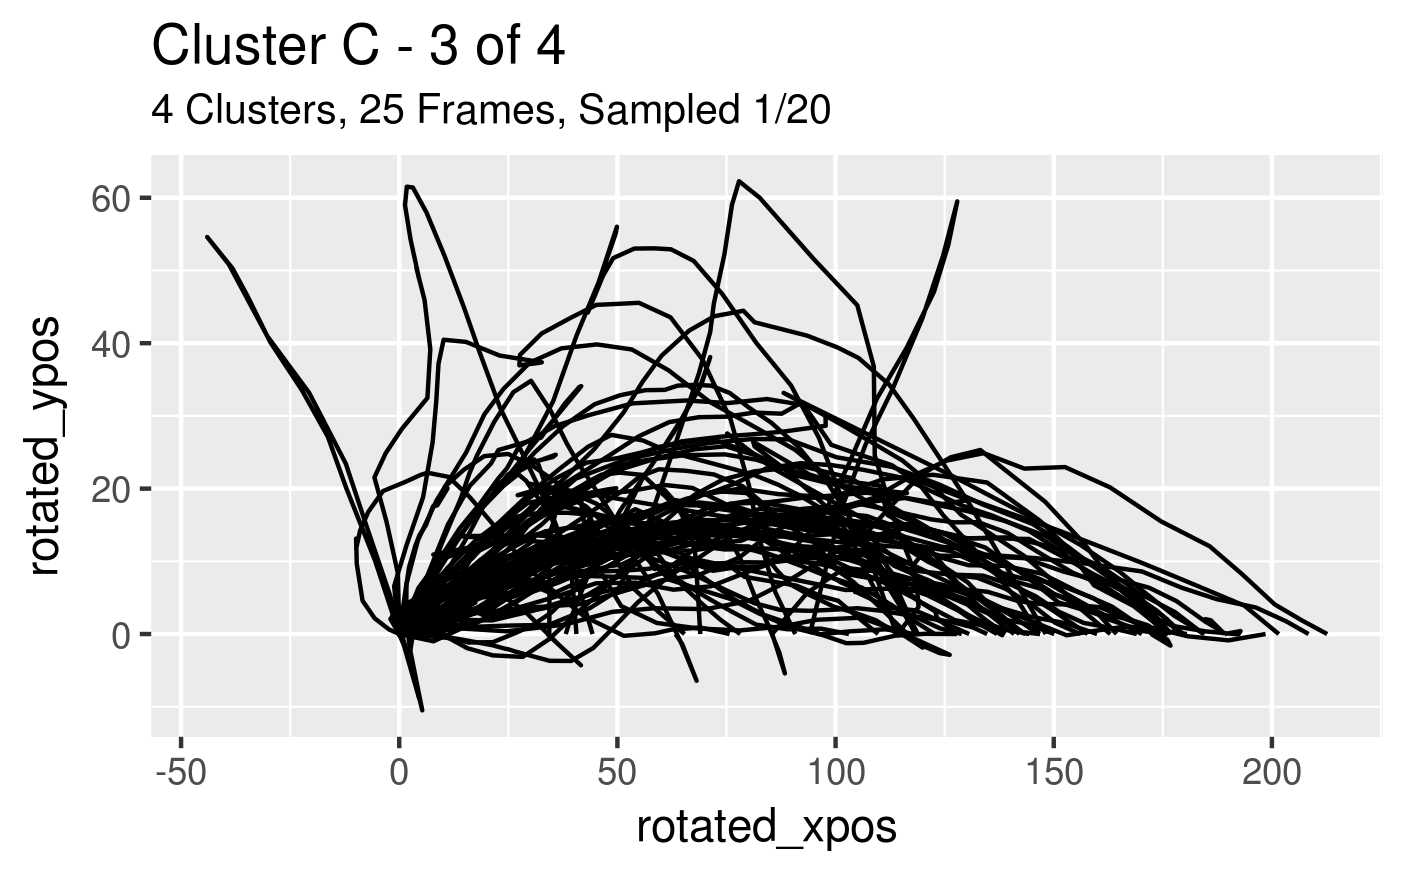 Cluster C - 3 of 4
4 Clusters, 25 Frames, Sampled 1/20
60
40
20
0
rotated_ypos
-50 0 50 100 150 200
rotated_xpos